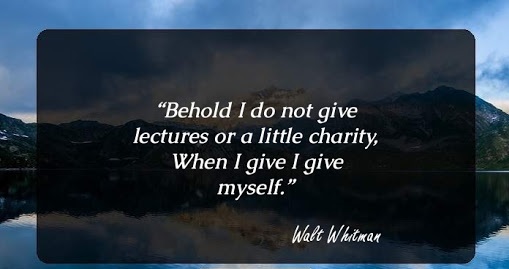 “Behold I do not give
lectures or a little charity,
When I give I give
myself.”
Walt Whitman